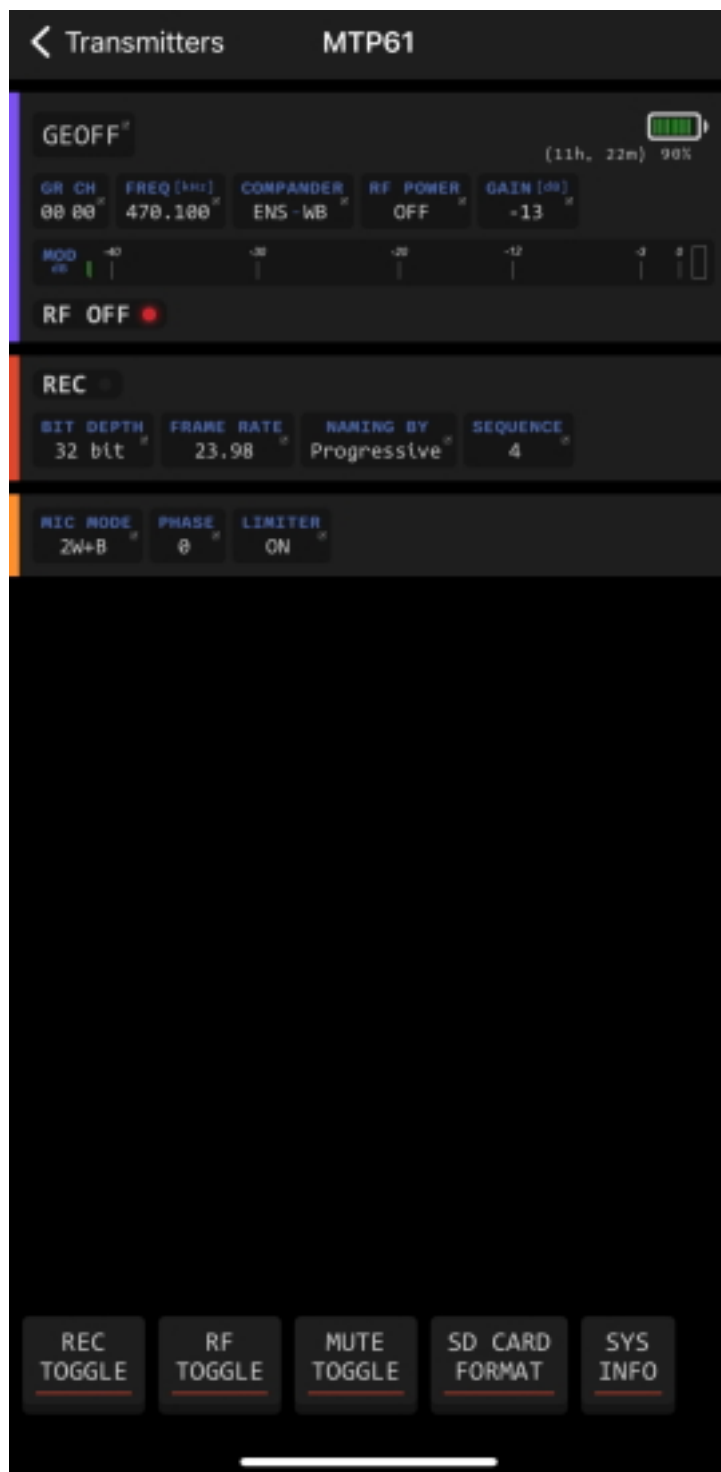 Transmitters MTP61
GEOFF
(11h, 22m) 90%
GR CH FREQ [kHz] COMPANDER RF POWER GAIN [dB]
00 00 470.100 ENS-WB OFF -13
MOD -40 -30 -20 -12 -3 0
dB
RF OFF
REC
BIT DEPTH FRAME RATE NAMING BY SEQUENCE
32 bit 23.98 Progressive 4
MIC MODE PHASE LIMITER
2W+B 0 ON
REC RF MUTE SD CARD SYS
TOGGLE TOGGLE TOGGLE FORMAT INFO